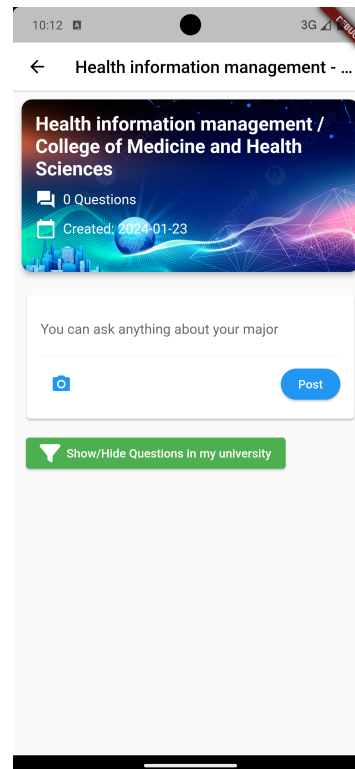 10:12 A 3G DEBUG
Health information management - ...
Health information management /
College of Medicine and Health
Sciences
0 Questions
Created: 2024-01-23
You can ask anything about your major
Post
Show/Hide Questions in my university